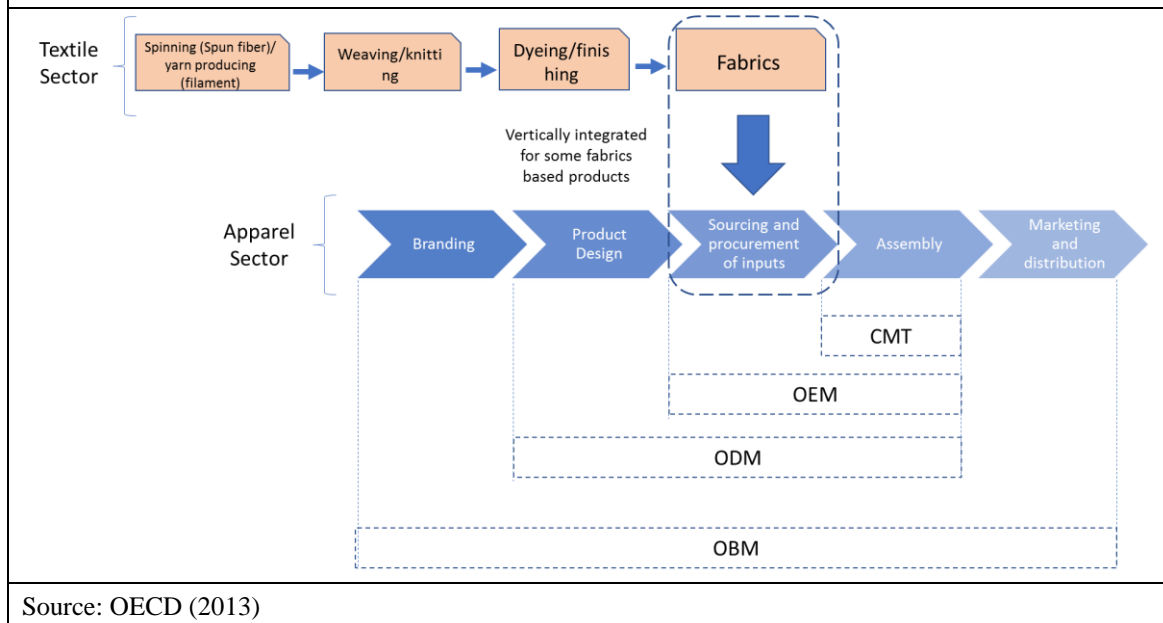 Textile
Sector
Spinning (Spun fiber)/
yarn producing
(filament)
Weaving/knitti
ng
Dyeing/finis
hing
Fabrics
Vertically integrated
for some fabrics
based products
Apparel
Sector
Branding
Product
Design
Sourcing and
procurement
of inputs
Assembly
Marketing
and
distribution
CMT
OEM
ODM
OBM
Source: OECD (2013)